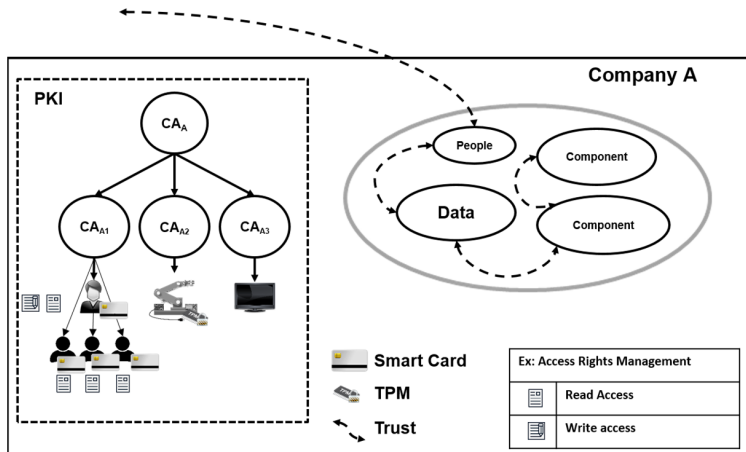 Company A
PKI
CA_A
People
Component
Data
Component
CA_A1
CA_A2
CA_A3
TPM
Smart Card
TPM
Trust
Ex: Access Rights Management
Read Access
Write access